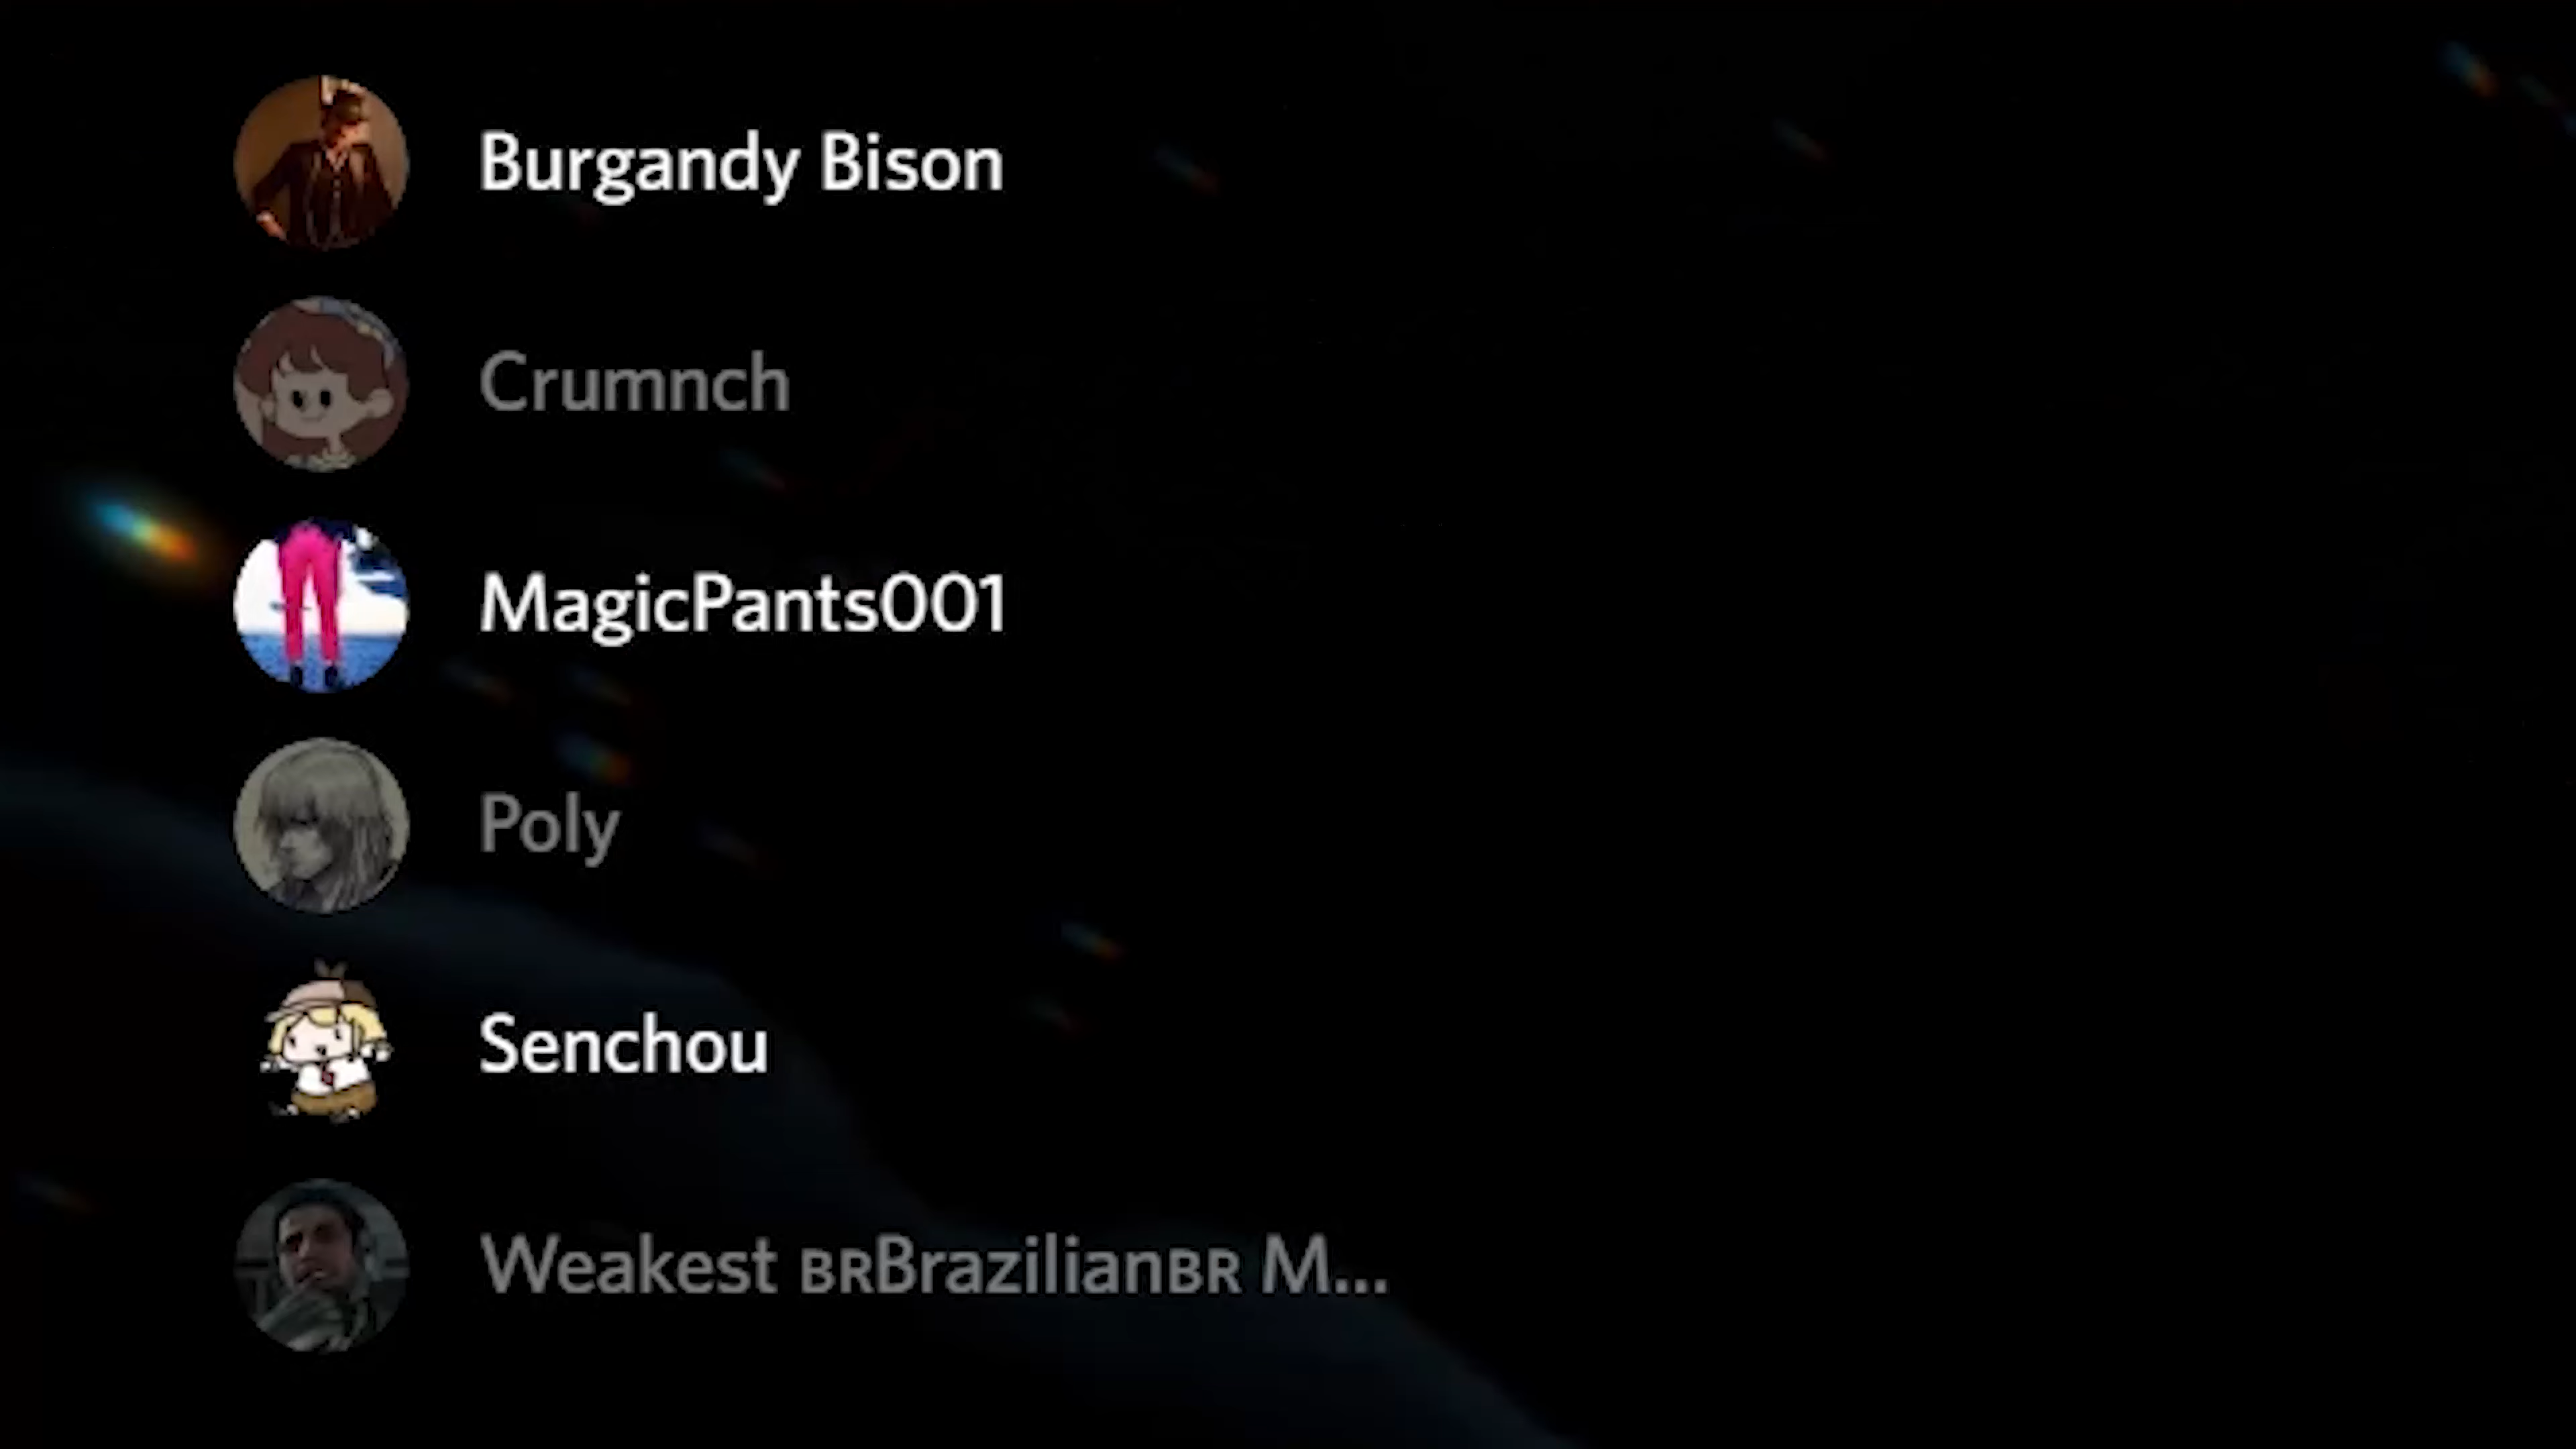 Burgandy Bison
Crumnch
MagicPants001
Poly
Senchou
Weakest BRBrazilianBR M...